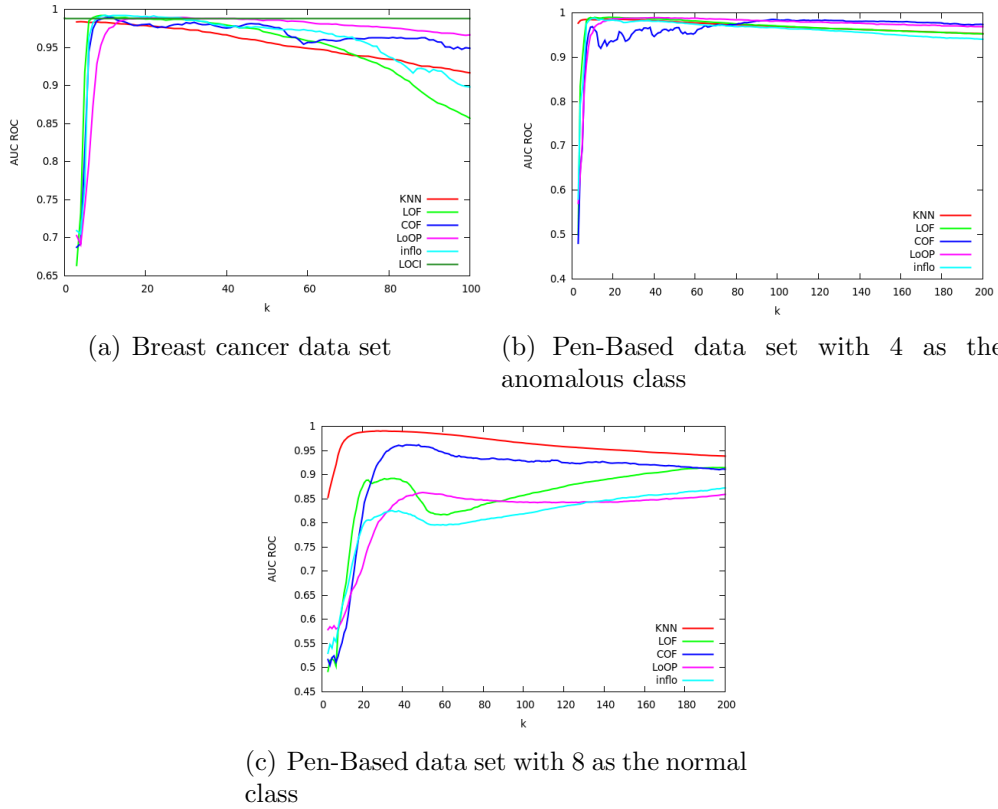 1
0.95
0.9
0.85
0.8
0.75
0.7
0.65
AUC ROC
KNN
LOF
COF
LoOP
inflo
LOCI
0 20 40 60 80 100
k
(a) Breast cancer data set
1
0.9
0.8
0.7
0.6
0.5
0.4
AUC ROC
KNN
LOF
COF
LoOP
inflo
0 20 40 60 80 100 120 140 160 180 200
k
(b) Pen-Based data set with 4 as the
anomalous class
1
0.95
0.9
0.85
0.8
0.75
0.7
0.65
0.6
0.55
0.5
0.45
AUC ROC
KNN
LOF
COF
LoOP
inflo
0 20 40 60 80 100 120 140 160 180 200
k
(c) Pen-Based data set with 8 as the normal
class